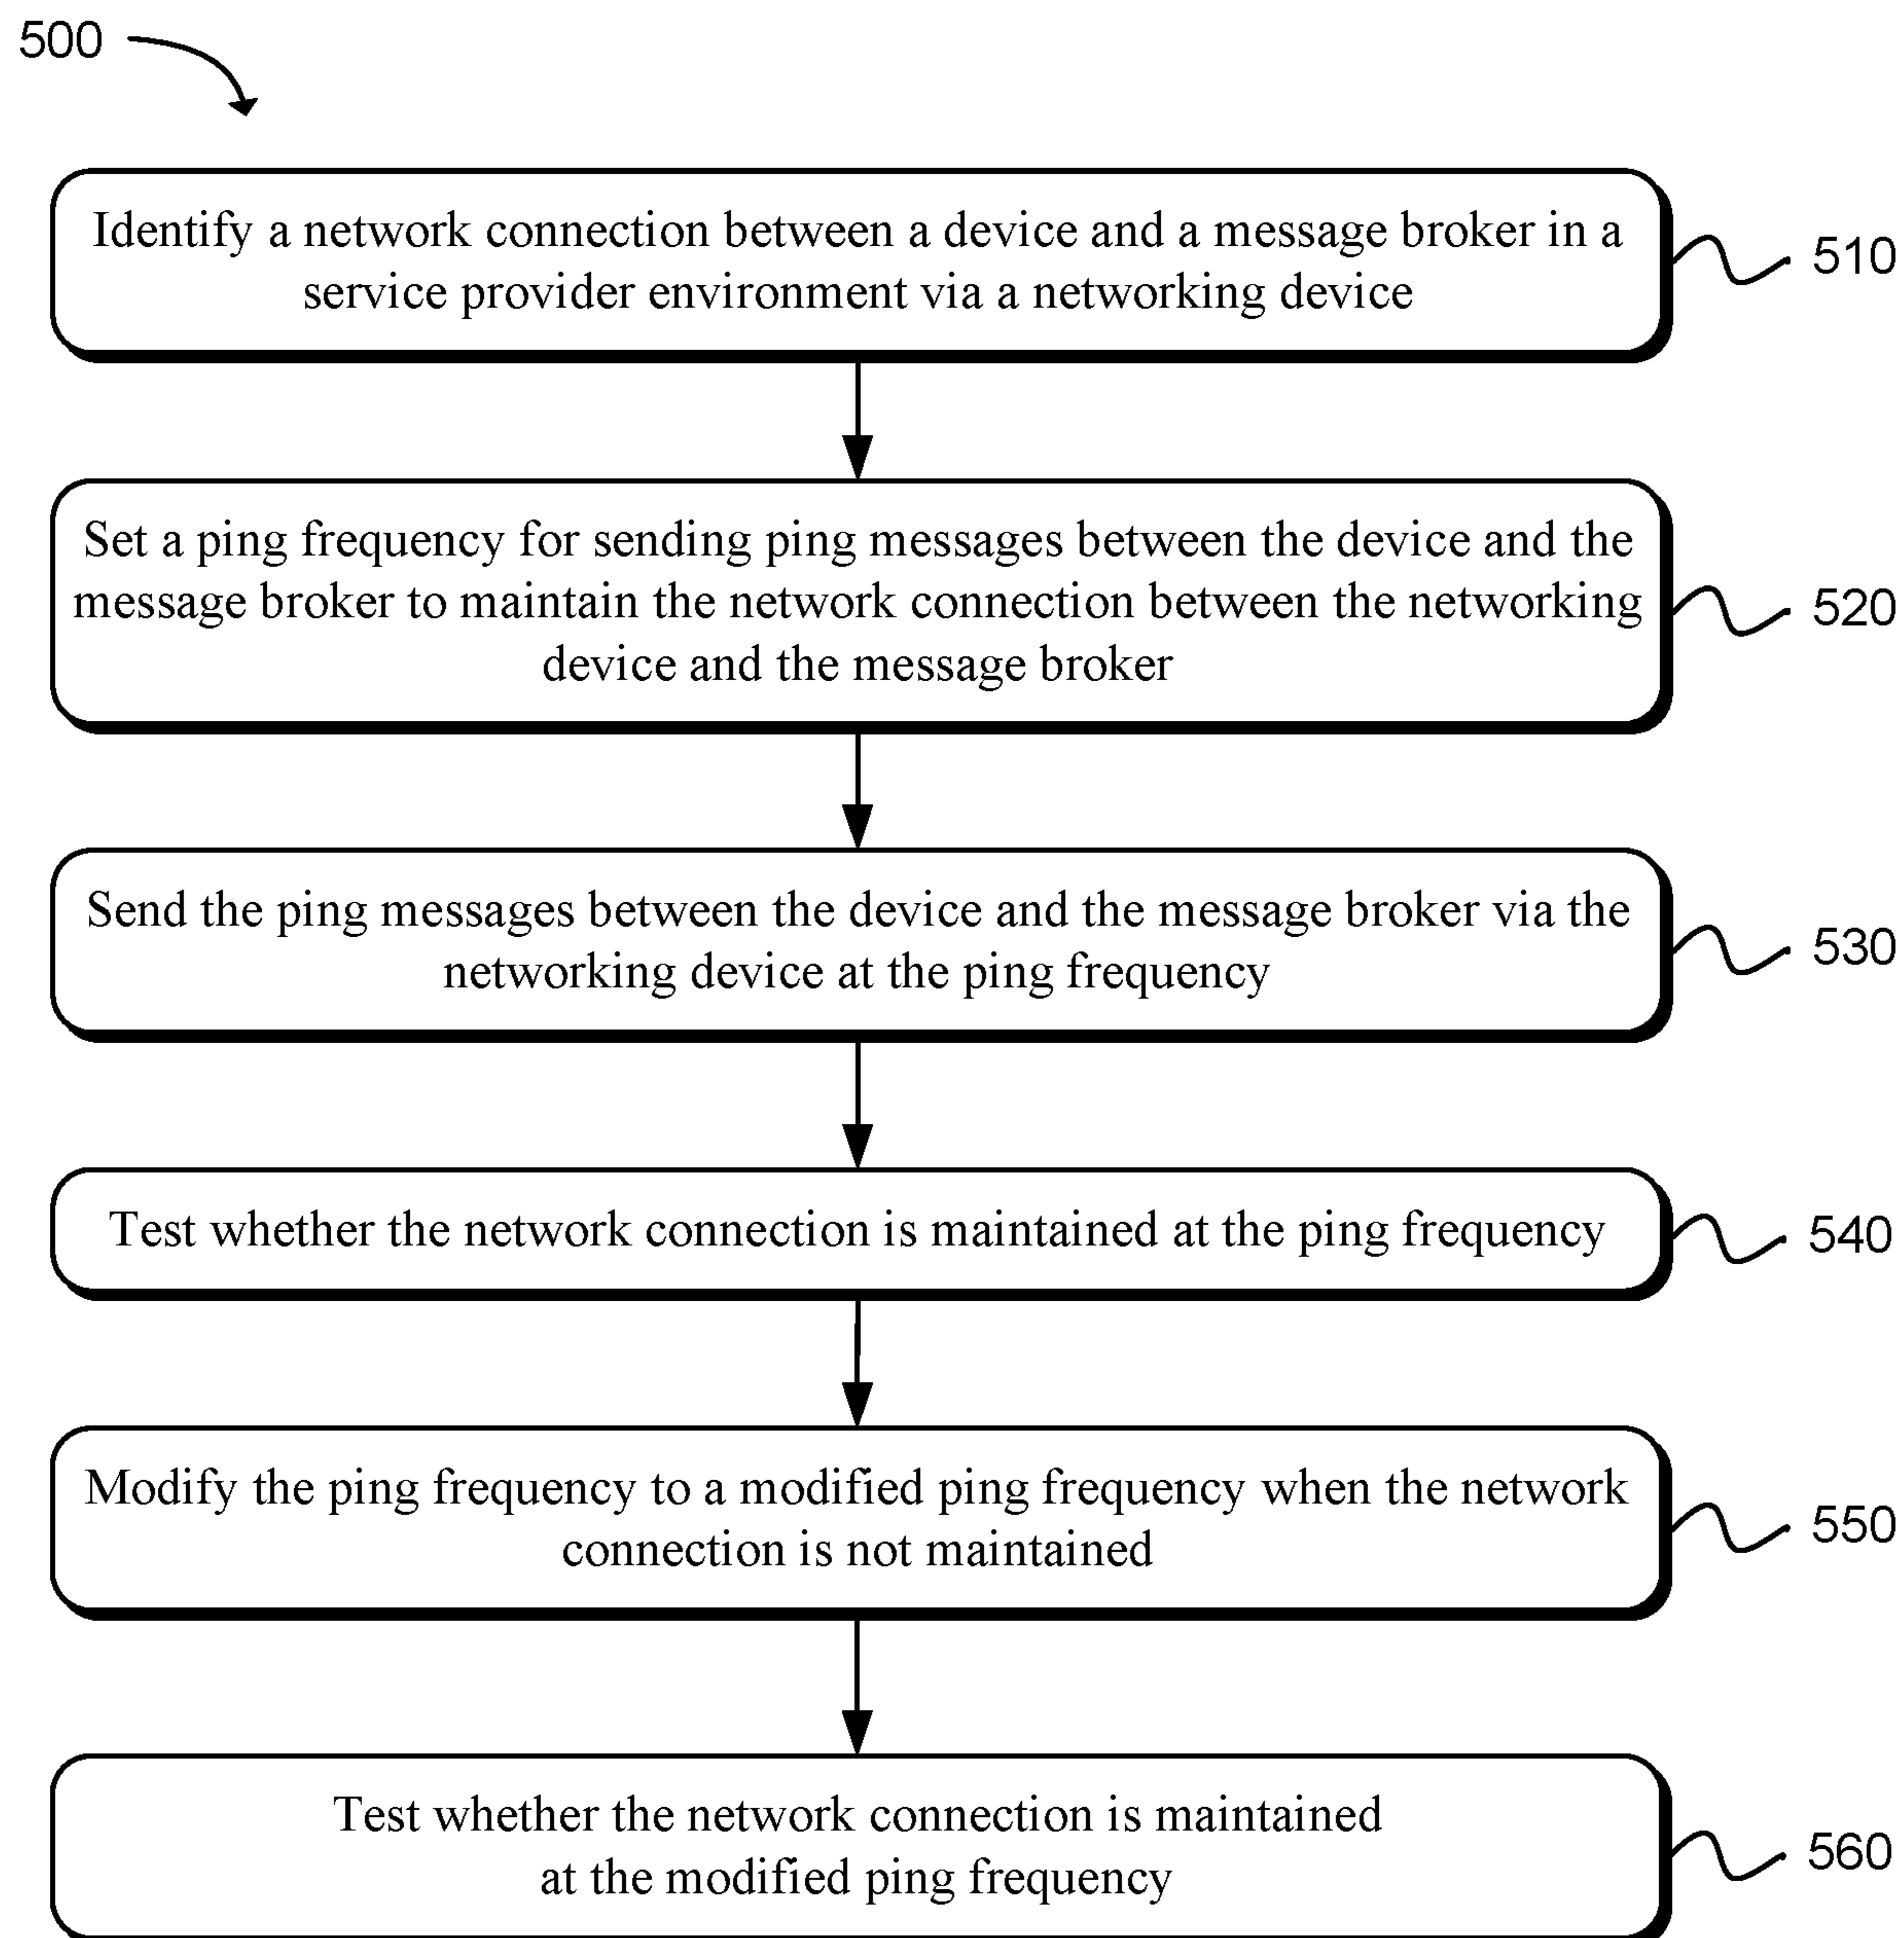 500
Identify a network connection between a device and a message broker in a
service provider environment via a networking device
510
Set a ping frequency for sending ping messages between the device and the
message broker to maintain the network connection between the networking
device and the message broker
520
Send the ping messages between the device and the message broker via the
networking device at the ping frequency
530
Test whether the network connection is maintained at the ping frequency
540
Modify the ping frequency to a modified ping frequency when the network
connection is not maintained
550
Test whether the network connection is maintained
at the modified ping frequency
560